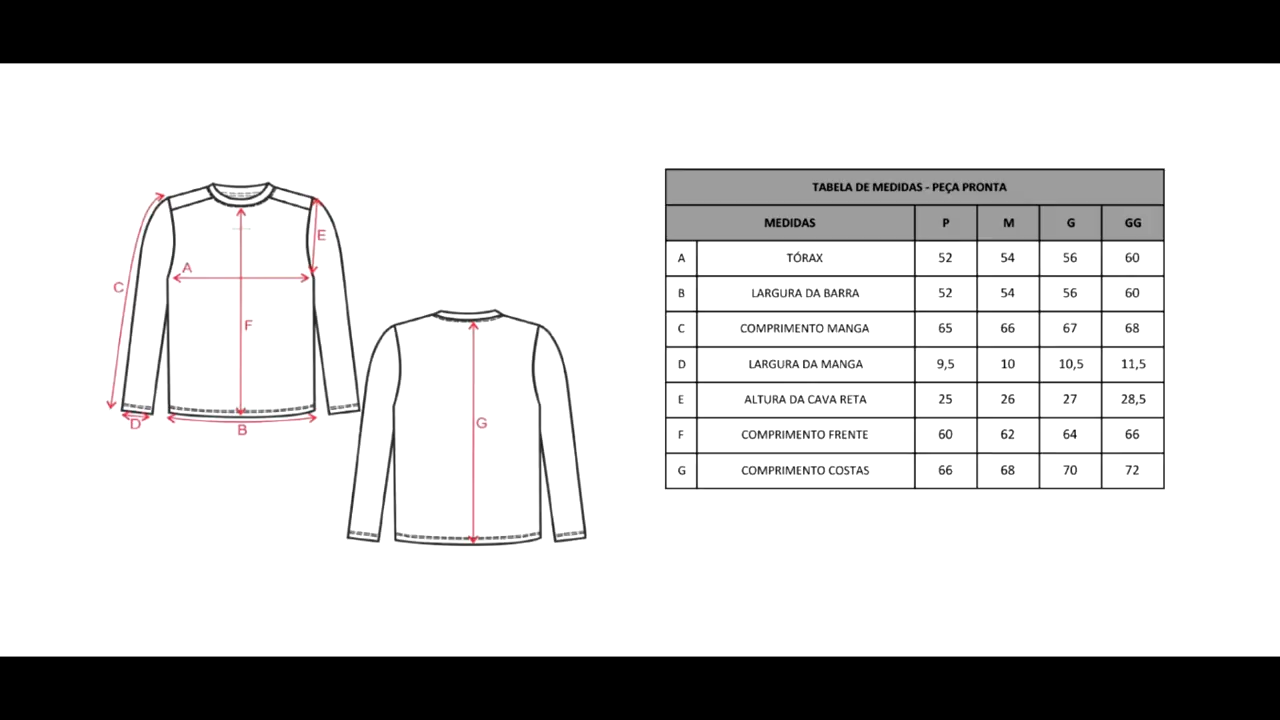 C
A
E
F
D
B
G
TABELA DE MEDIDAS - PEÇA PRONTA
MEDIDAS P M G GG
A TÓRAX 52 54 56 60
B LARGURA DA BARRA 52 54 56 60
C COMPRIMENTO MANGA 65 66 67 68
D LARGURA DA MANGA 9,5 10 10,5 11,5
E ALTURA DA CAVA RETA 25 26 27 28,5
F COMPRIMENTO FRENTE 60 62 64 66
G COMPRIMENTO COSTAS 66 68 70 72